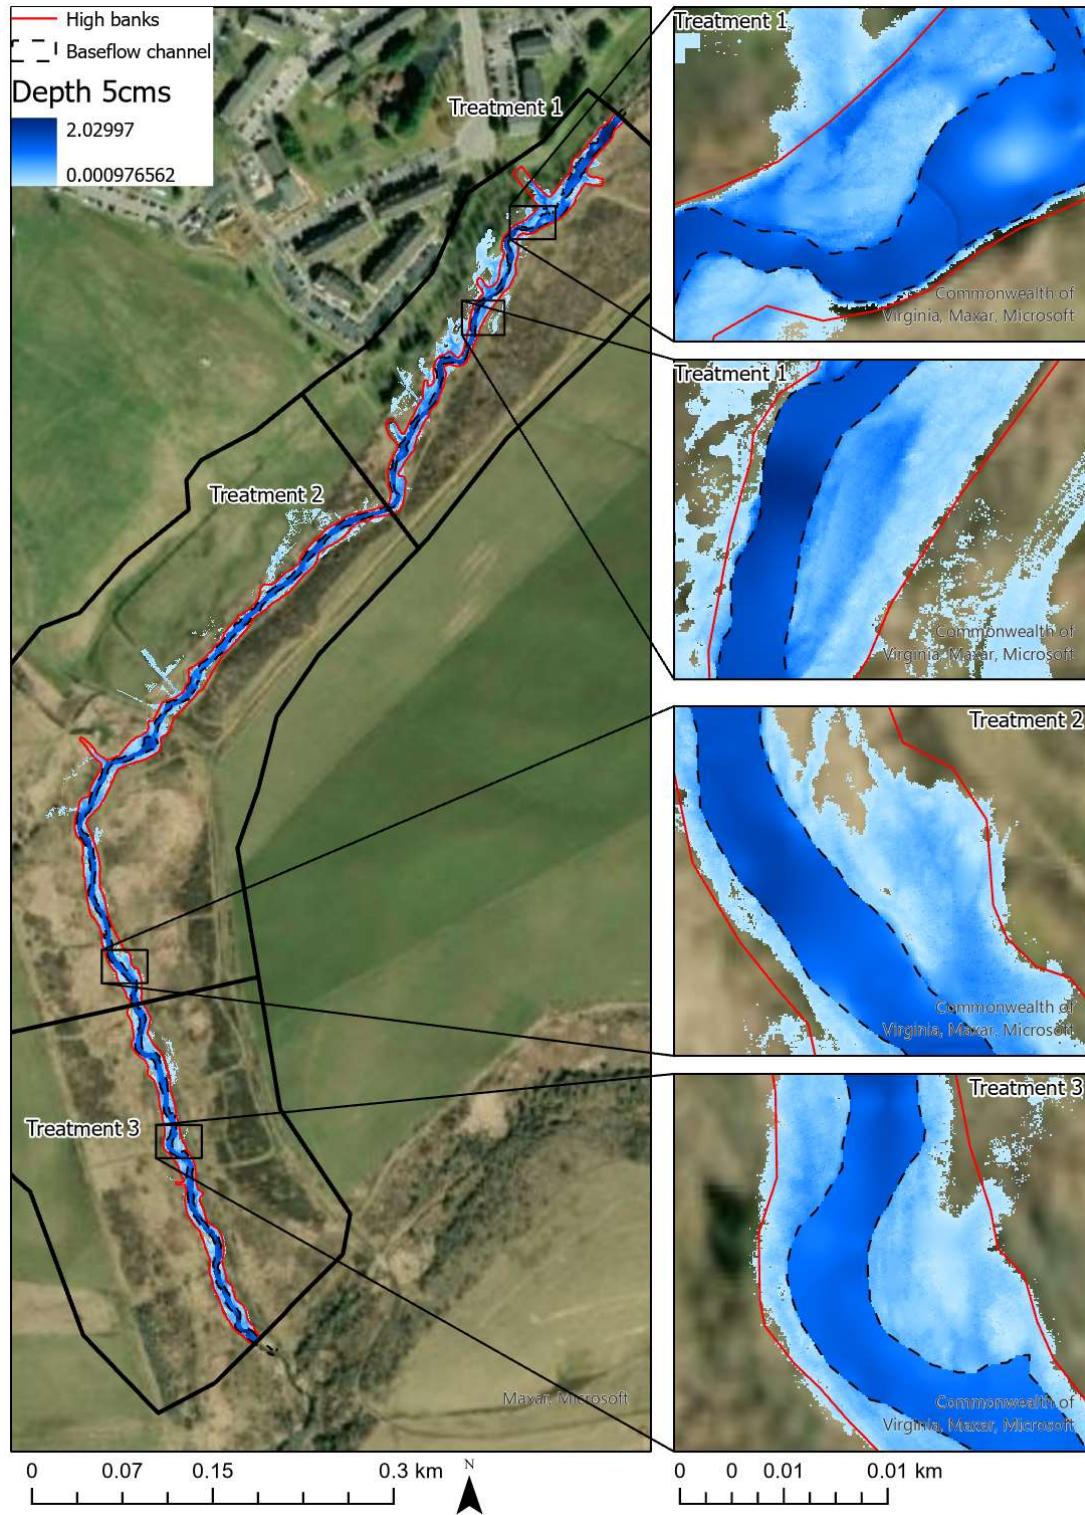 High banks
Baseflow channel
Depth 5cms
2.02997
0.000976562
Treatment 1
Treatment 2
Treatment 3
Maxar, Microsoft
Treatment 1
Commonwealth of
Virginia, Maxar, Microsoft
Treatment 1
Commonwealth of
Virginia, Maxar, Microsoft
Treatment 2
Commonwealth of
Virginia, Maxar, Microsoft
Treatment 3
Commonwealth of
Virginia, Maxar, Microsoft
0 0.07 0.15 0.3 km
N
0 0 0.01 0.01 km